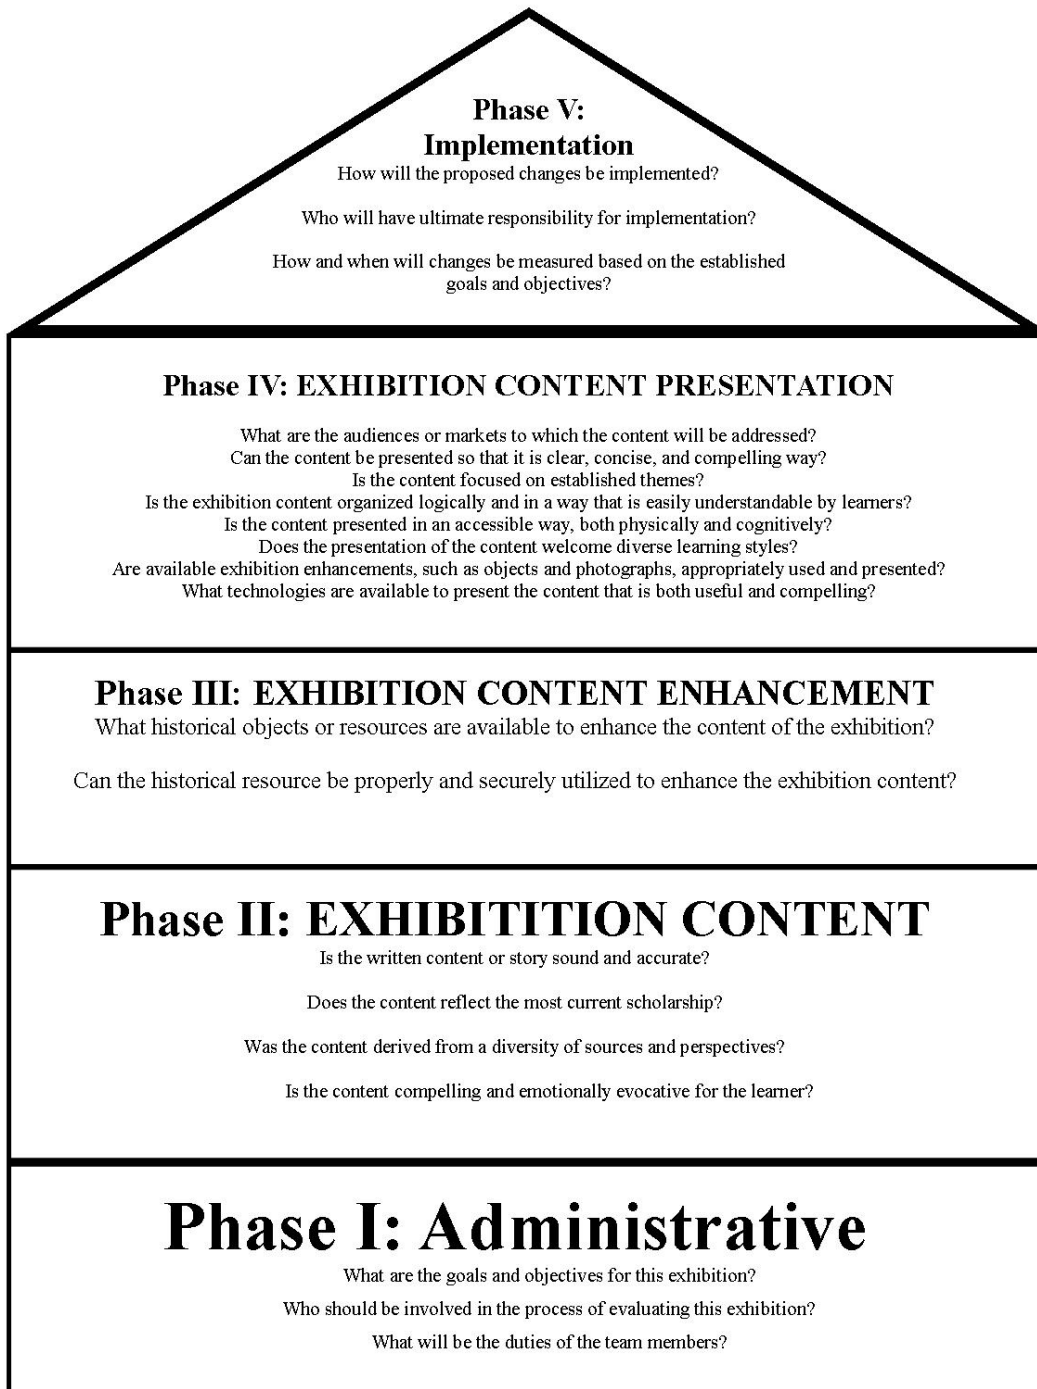 Phase V:
Implementation
How will the proposed changes be implemented?
Who will have ultimate responsibility for implementation?
How and when will changes be measured based on the established
goals and objectives?
Phase IV: EXHIBITION CONTENT PRESENTATION
What are the audiences or markets to which the content will be addressed?
Can the content be presented so that it is clear, concise, and compelling way?
Is the content focused on established themes?
Is the exhibition content organized logically and in a way that is easily understandable by learners?
Is the content presented in an accessible way, both physically and cognitively?
Does the presentation of the content welcome diverse learning styles?
Are available exhibition enhancements, such as objects and photographs, appropriately used and presented?
What technologies are available to present the content that is both useful and compelling?
Phase III: EXHIBITION CONTENT ENHANCEMENT
What historical objects or resources are available to enhance the content of the exhibition?
Can the historical resource be properly and securely utilized to enhance the exhibition content?
Phase II: EXHIBITITION CONTENT
Is the written content or story sound and accurate?
Does the content reflect the most current scholarship?
Was the content derived from a diversity of sources and perspectives?
Is the content compelling and emotionally evocative for the learner?
Phase I: Administrative
What are the goals and objectives for this exhibition?
Who should be involved in the process of evaluating this exhibition?
What will be the duties of the team members?